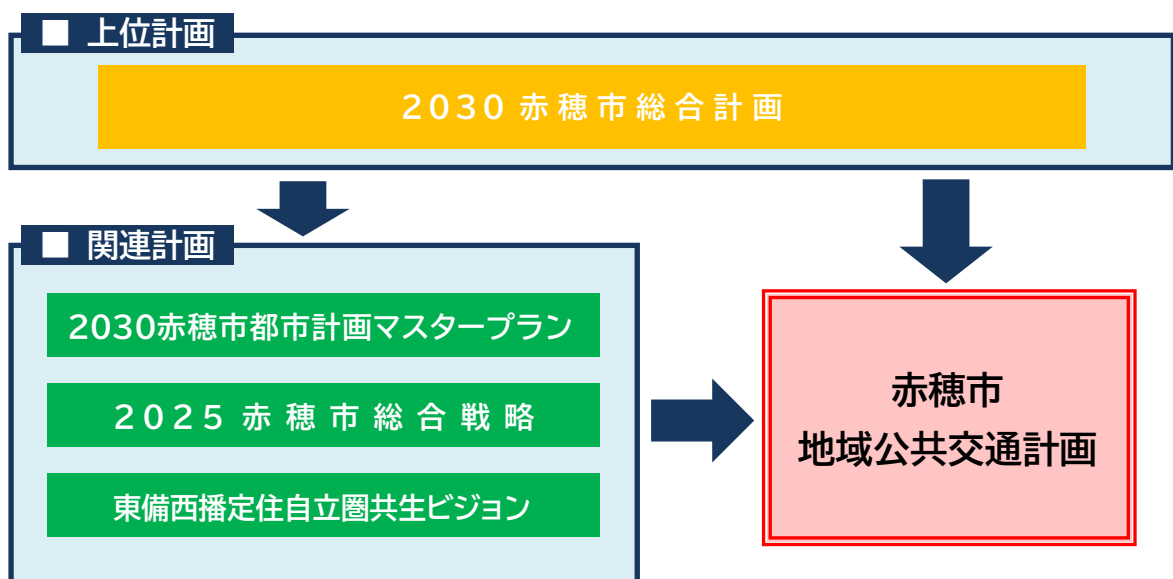 ■ 上位計画
2030 赤穂市総合計画
■ 関連計画
2030赤穂市都市計画マスタープラン
2025 赤穂市総合戦略
東備西播定住自立圏共生ビジョン
赤穂市
地域公共交通計画